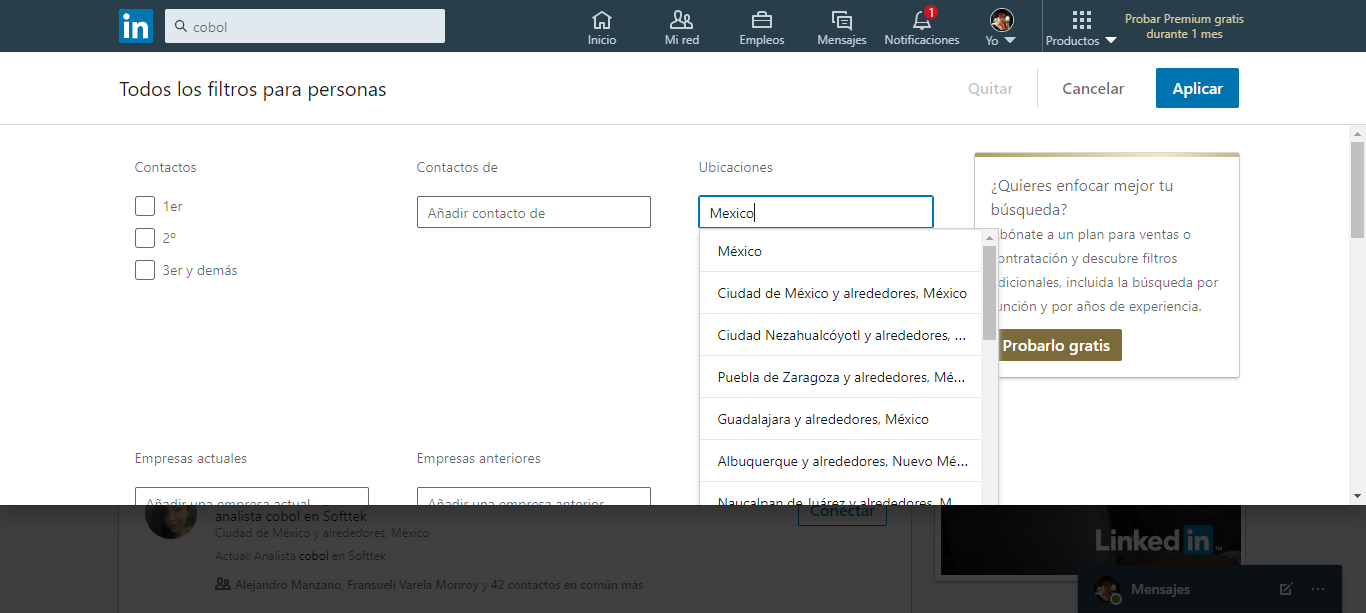 in
cobol
Inicio
Mi red
Empleos
Mensajes
1
Notificaciones
Yo
Productos
Probar Premium gratis
durante 1 mes
Todos los filtros para personas
Quitar
Cancelar
Aplicar
Contactos
1er
2º
3er y demás
Contactos de
Añadir contacto de
Ubicaciones
Mexico
México
Ciudad de México y alrededores, México
Ciudad Nezahualcóyotl y alrededores, ...
Puebla de Zaragoza y alrededores, Mé...
Guadalajara y alrededores, México
Albuquerque y alrededores, Nuevo Mé...
Naucalpan de Juárez y alrededores, M
¿Quieres enfocar mejor tu
búsqueda?
bónate a un plan para ventas o
ontratación y descubre filtros
dicionales, incluida la búsqueda por
unción y por años de experiencia.
Probarlo gratis
Empresas actuales
Añadir una empresa actual
Empresas anteriores
Añadir una empresa anterior
analista cobol en Softtek
Ciudad de México y alrededores, México
Actual: Analista cobol en Softtek
Alejandro Manzano, Fransueli Varela Monroy y 42 contactos en común más
Conectar
Linked in TM
Mensajes